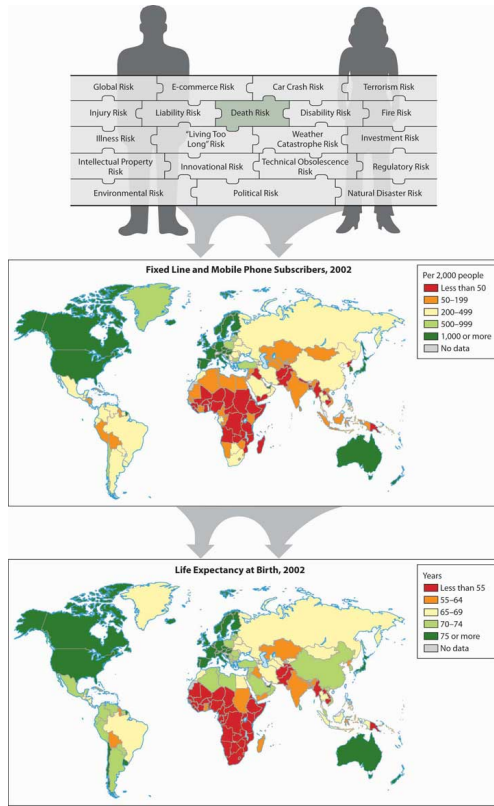 Global Risk E-commerce Risk Car Crash Risk Terrorism Risk
Injury Risk Liability Risk Death Risk Disability Risk Fire Risk
Illness Risk "Living Too Long" Risk Weather Catastrophe Risk Investment Risk
Intellectual Property Risk Innovational Risk Technical Obsolescence Risk Regulatory Risk
Environmental Risk Political Risk Natural Disaster Risk
Fixed Line and Mobile Phone Subscribers, 2002
Per 2,000 people
Less than 50
50–199
200–499
500–999
1,000 or more
No data
Life Expectancy at Birth, 2002
Years
Less than 55
55–64
65–69
70–74
75 or more
No data